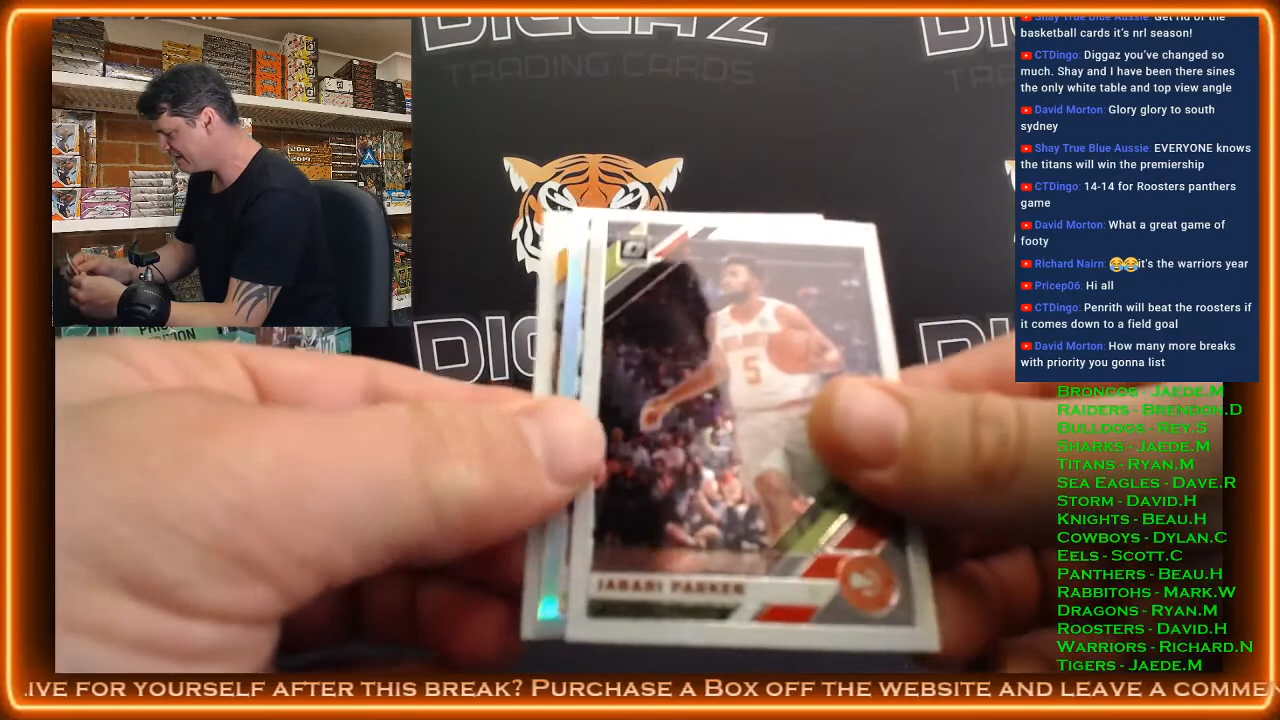 DIGGAZ
TRADING CARDS
Shay True Blue Aussie: Get rid of the
basketball cards it's nrl season!
CTDingo: Diggaz you've changed so
much. Shay and I have been there sines
the only white table and top view angle
David Morton: Glory glory to south
sydney
Shay True Blue Aussie: EVERYONE knows
the titans will win the premiership
CTDingo: 14-14 for Roosters panthers
game
David Morton: What a great game of
footy
Richard Nairn: 😂😂it's the warriors year
Pricep06: Hi all
CTDingo: Penrith will beat the roosters if
it comes down to a field goal
David Morton: How many more breaks
with priority you gonna list
2019
2019
5
JABARI PARKER
BRONCOS - JAEDE.M
RAIDERS - BRENDON.D
BULLDOGS - REY.S
SHARKS - JAEDE.M
TITANS - RYAN.M
SEA EAGLES - DAVE.R
STORM - DAVID.H
KNIGHTS - BEAU.H
COWBOYS - DYLAN.C
EELS - SCOTT.C
PANTHERS - BEAU.H
RABBITOHS - MARK.W
DRAGONS - RYAN.M
ROOSTERS - DAVID.H
WARRIORS - RICHARD.N
TIGERS - JAEDE.M
IVE FOR YOURSELF AFTER THIS BREAK? PURCHASE A BOX OFF THE WEBSITE AND LEAVE A COMMEN